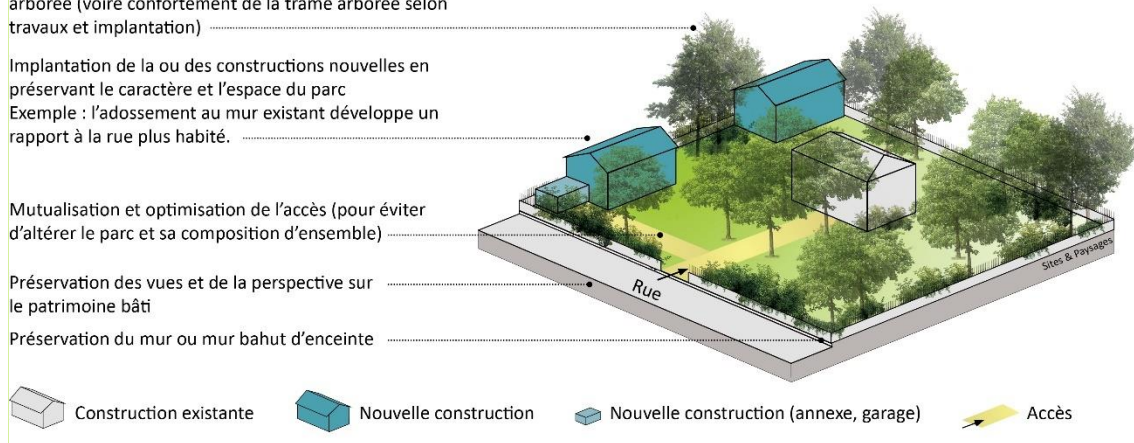 arborée (voire confortement de la trame arborée selon
travaux et implantation)
Implantation de la ou des constructions nouvelles en
préservant le caractère et l’espace du parc
Exemple : l’adossement au mur existant développe un
rapport à la rue plus habité.
Mutualisation et optimisation de l’accès (pour éviter
d’altérer le parc et sa composition d’ensemble)
Préservation des vues et de la perspective sur
le patrimoine bâti
Préservation du mur ou mur bahut d’enceinte
Rue
Sites & Paysages
Construction existante
Nouvelle construction
Nouvelle construction (annexe, garage)
Accès